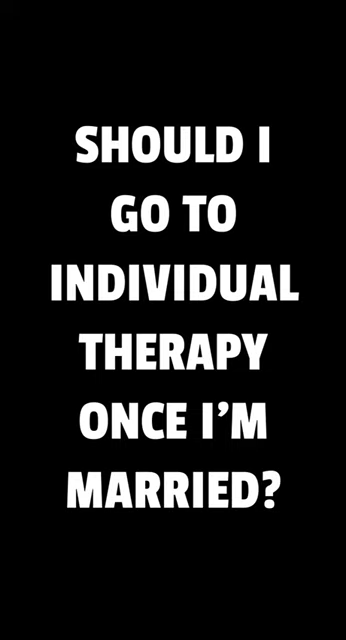 SHOULD I
GO TO
INDIVIDUAL
THERAPY
ONCE I’M
MARRIED?